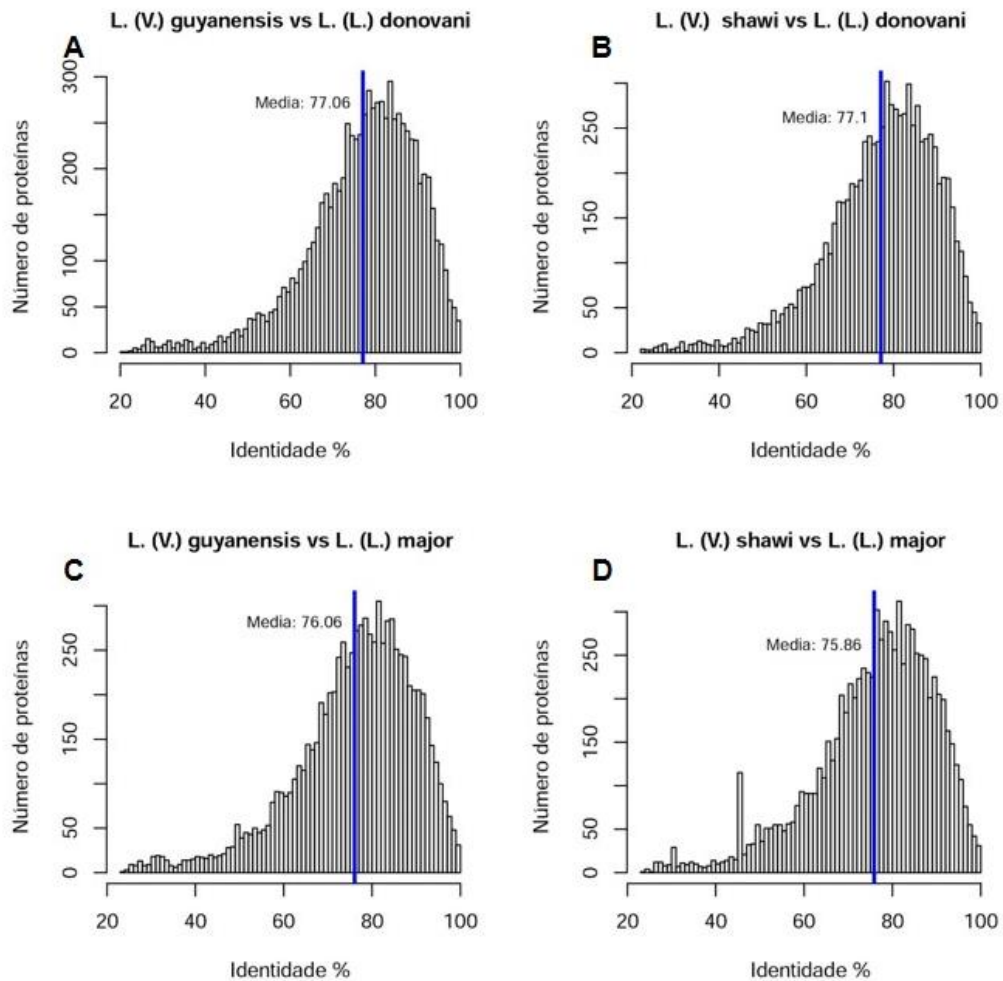 L. (V.) guyanensis vs L. (L.) donovani
A
Número de proteínas
300
200
100
50
0
Media: 77.06
20 40 60 80 100
Identidade %
L. (V.) shawi vs L. (L.) donovani
B
Número de proteínas
250
150
50
0
Media: 77.1
20 40 60 80 100
Identidade %
L. (V.) guyanensis vs L. (L.) major
C
Número de proteínas
250
150
50
0
Media: 76.06
20 40 60 80 100
Identidade %
L. (V.) shawi vs L. (L.) major
D
Número de proteínas
250
150
50
0
Media: 75.86
20 40 60 80 100
Identidade %